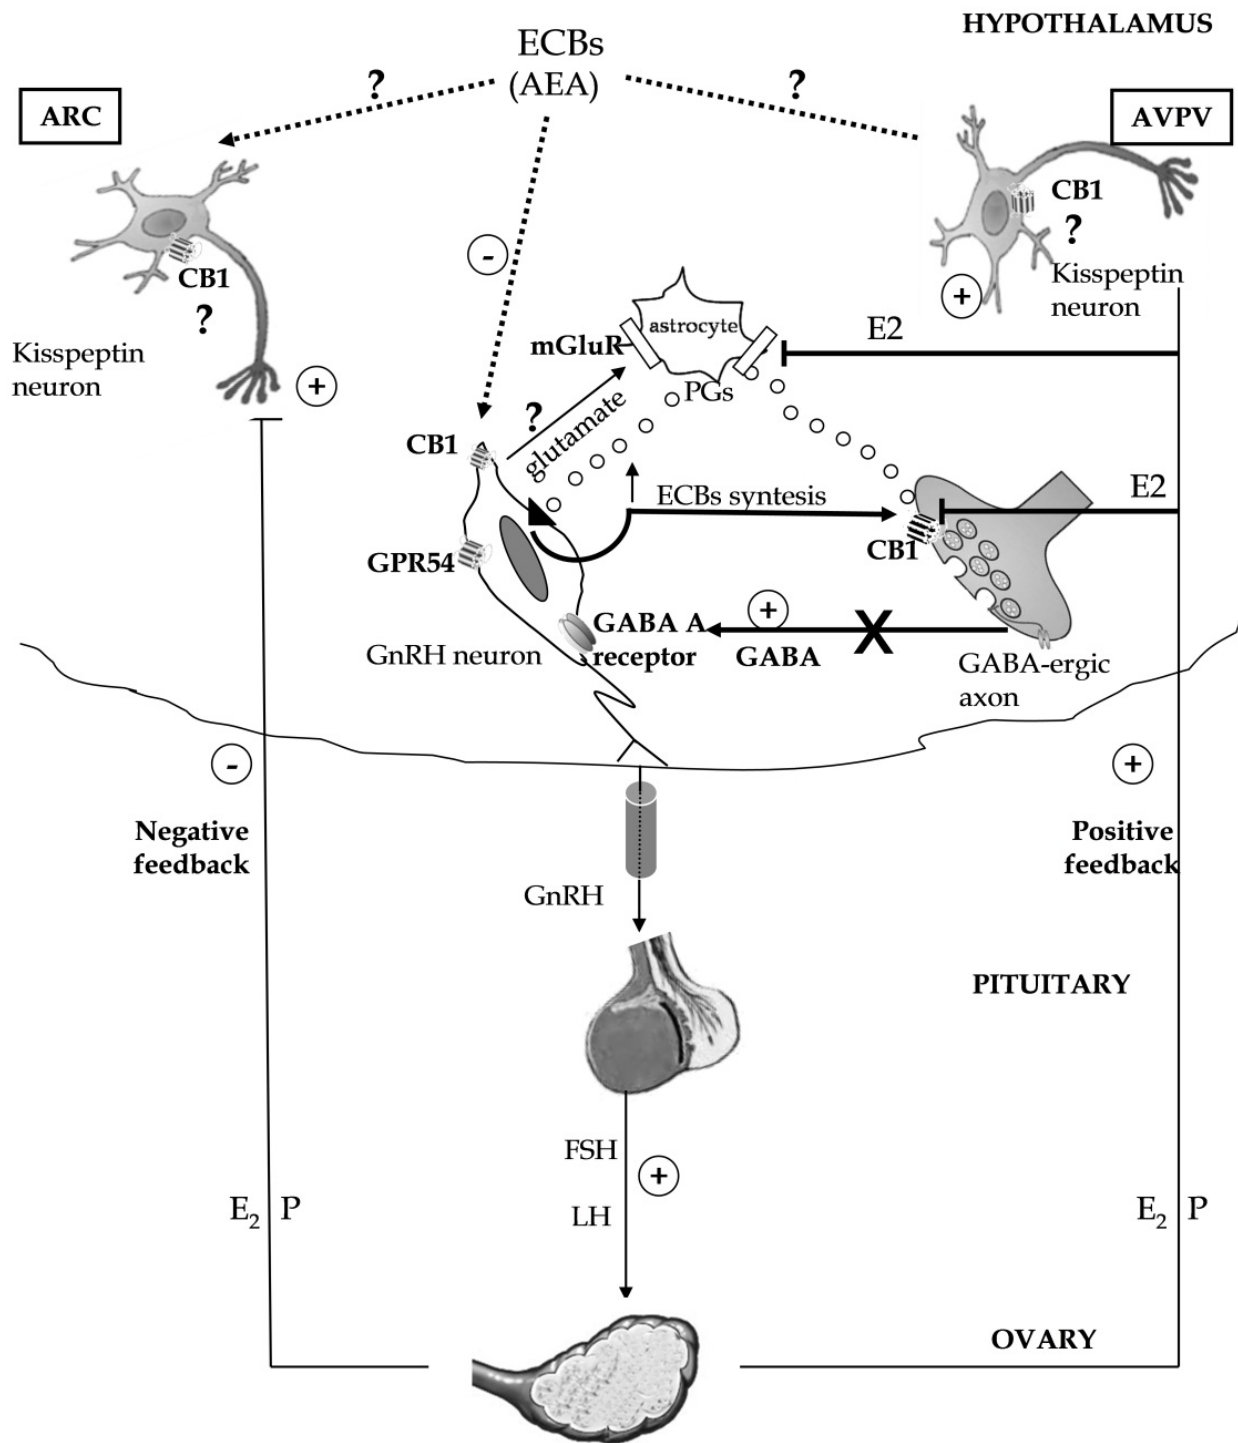 HYPOTHALAMUS
ECBs
(AEA)
?
?
ARC
AVPV
CB1
?
Kisspeptin
neuron
+
CB1
?
Kisspeptin
neuron
+
-
astrocyte
mGluR
PGs
E2
?
glutamate
CB1
ECBs syntesis
E2
CB1
GPR54
GABA A
receptor
+
GABA
X
GnRH neuron
GABA-ergic
axon
-
Negative
feedback
+
Positive
feedback
GnRH
PITUITARY
FSH
+
LH
E2 P
E2 P
OVARY